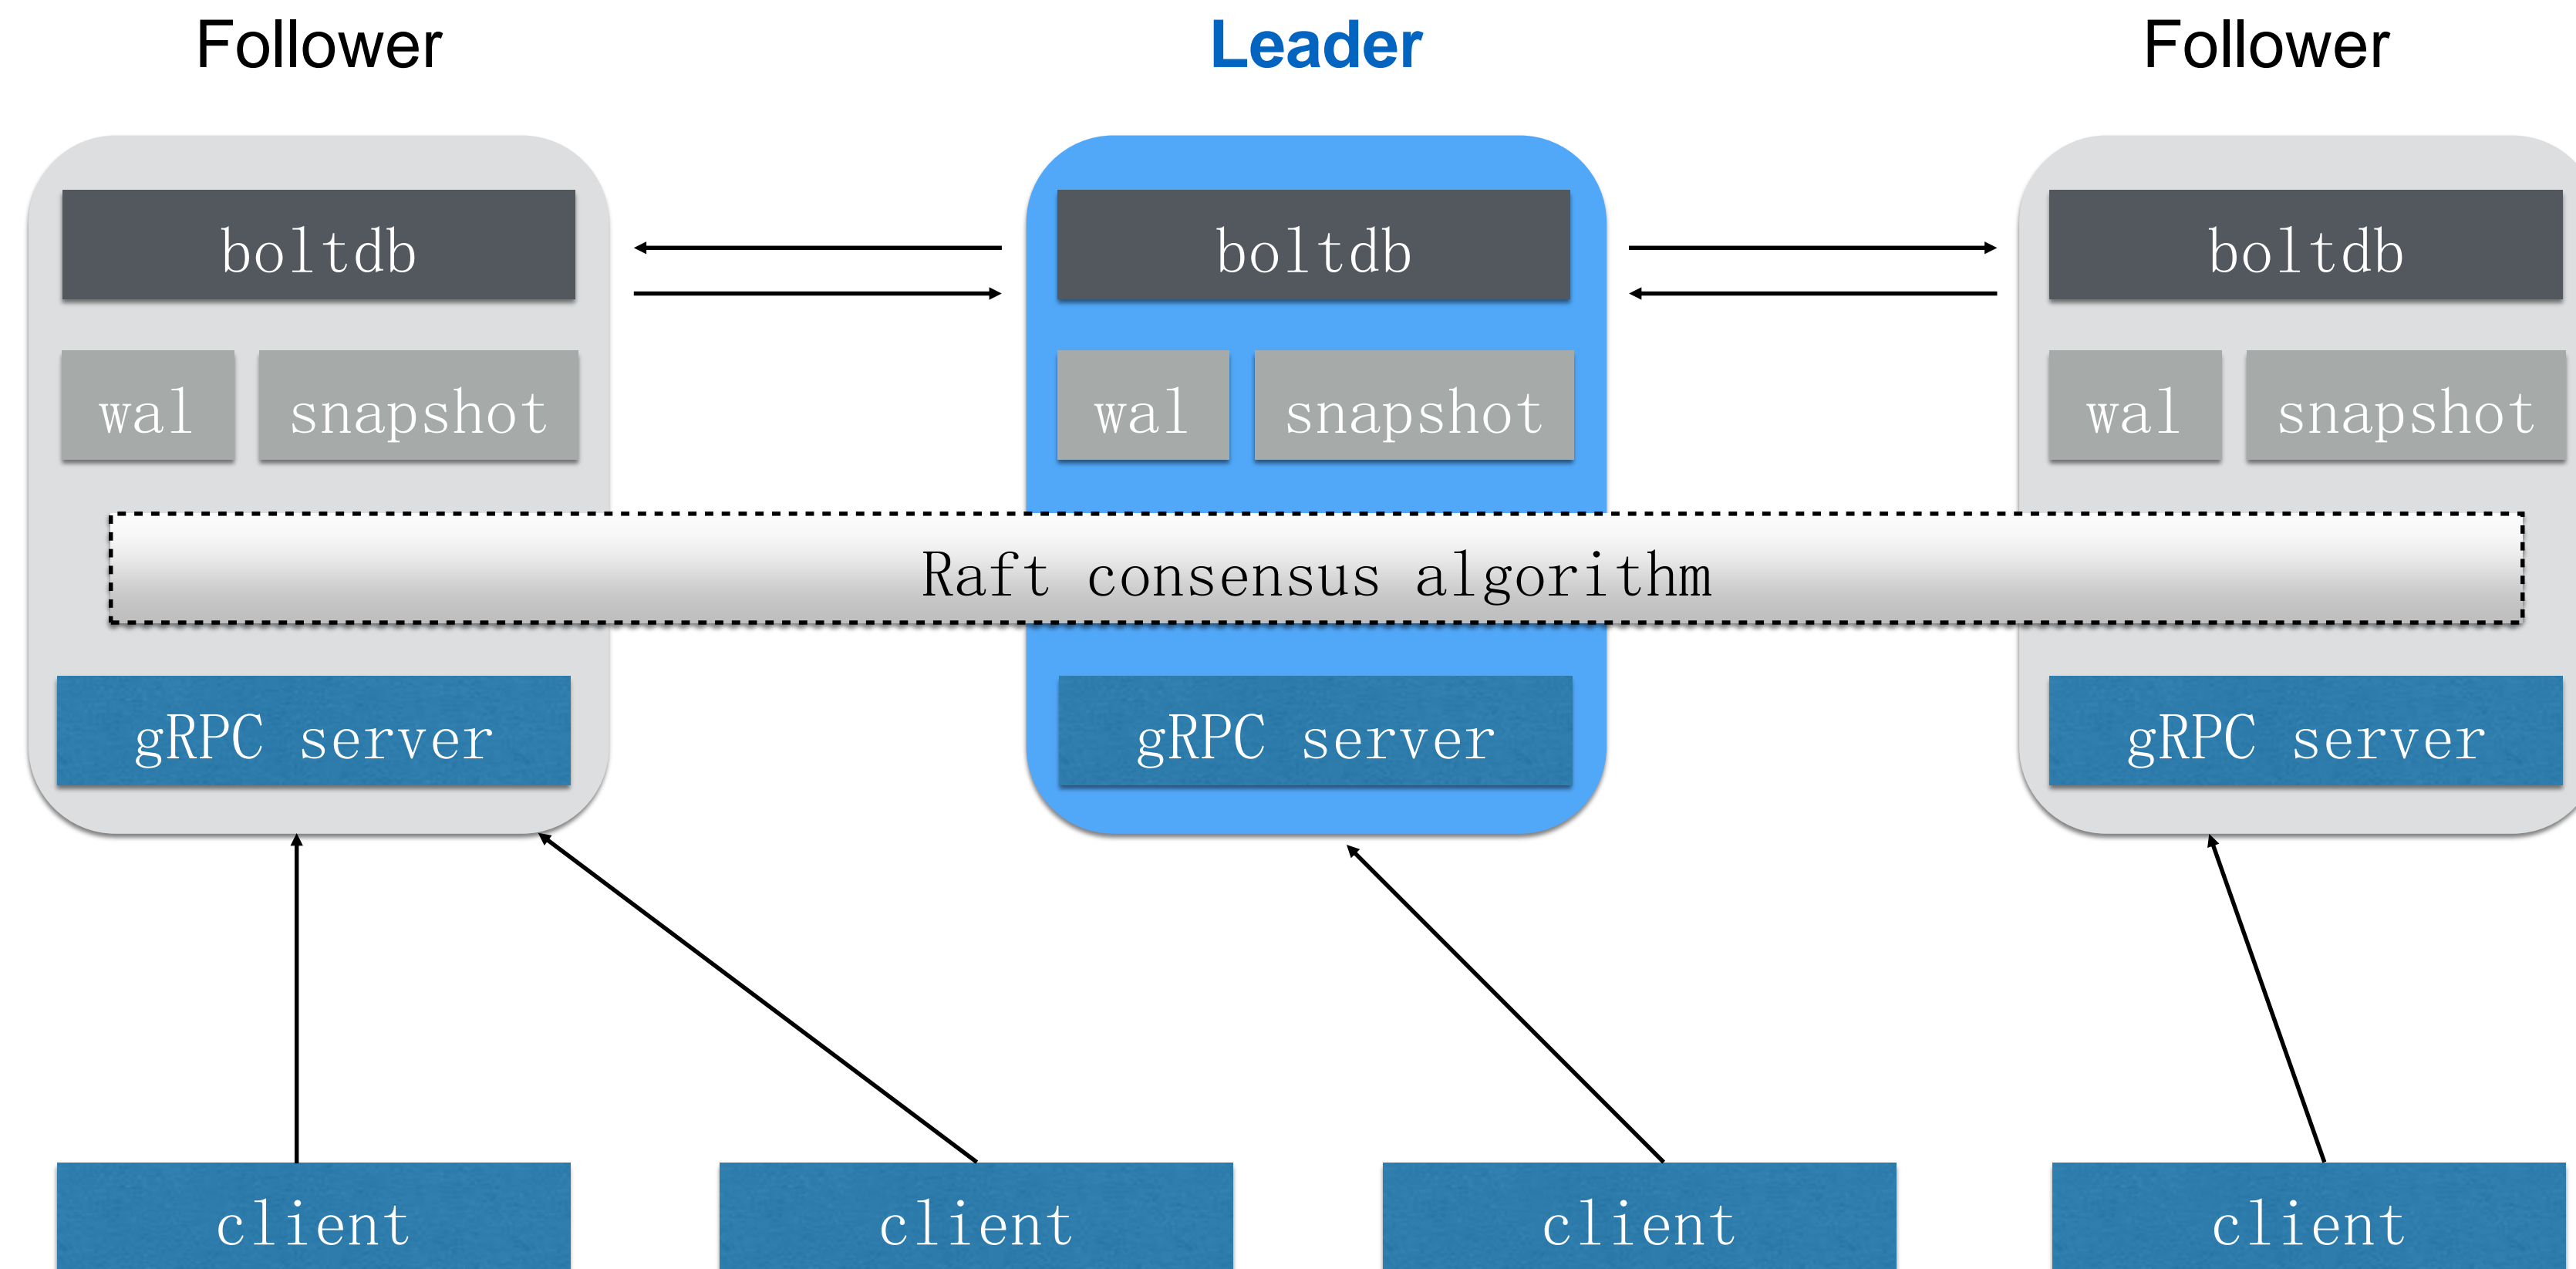 Follower
Leader
Follower
boltdb
boltdb
boltdb
wal
snapshot
wal
snapshot
wal
snapshot
Raft consensus algorithm
gRPC server
gRPC server
gRPC server
client
client
client
client